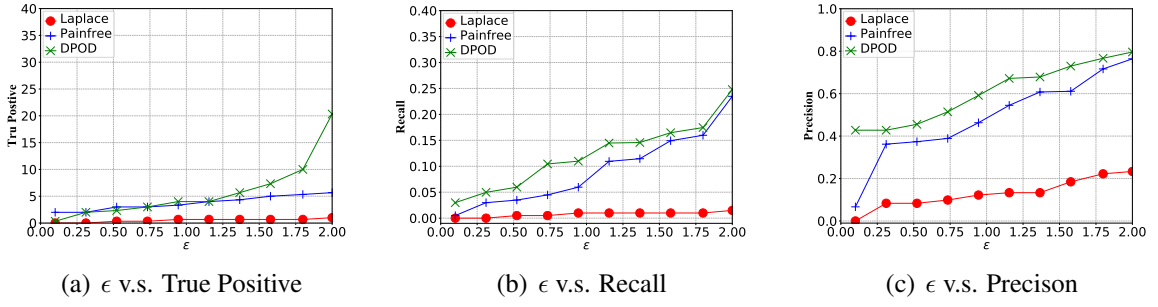 Laplace
Painfree
DPOD
40
35
30
25
20
15
10
5
0
Tru Postive
0.00 0.25 0.50 0.75 1.00 1.25 1.50 1.75 2.00
ε
(a) ϵ v.s. True Positive
Laplace
Painfree
DPOD
0.40
0.35
0.30
0.25
0.20
0.15
0.10
0.05
0.00
Recall
0.00 0.25 0.50 0.75 1.00 1.25 1.50 1.75 2.00
ε
(b) ϵ v.s. Recall
Laplace
Painfree
DPOD
1.0
0.8
0.6
0.4
0.2
0.0
Precision
0.00 0.25 0.50 0.75 1.00 1.25 1.50 1.75 2.00
ε
(c) ϵ v.s. Precison